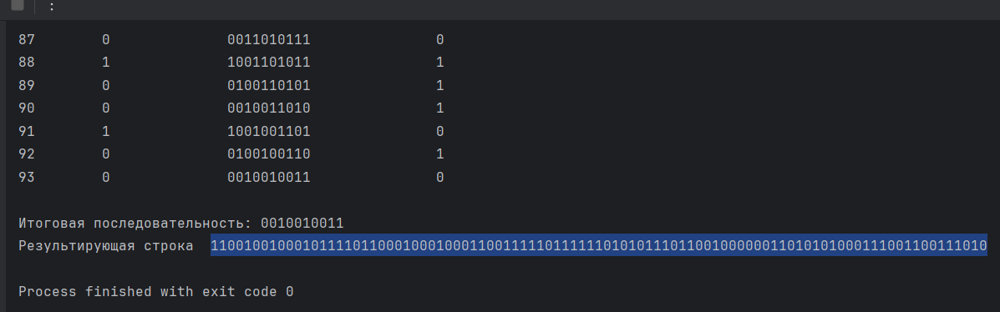 :
87 0 0011010111 0
88 1 1001101011 1
89 0 0100110101 1
90 0 0010011010 1
91 1 1001001101 0
92 0 0100100110 1
93 0 0010010011 0
Итоговая последовательность: 0010010011
Результирующая строка 110010010001011110110001000100011001111101111110101011101100100000011010101000111001100111010
Process finished with exit code 0